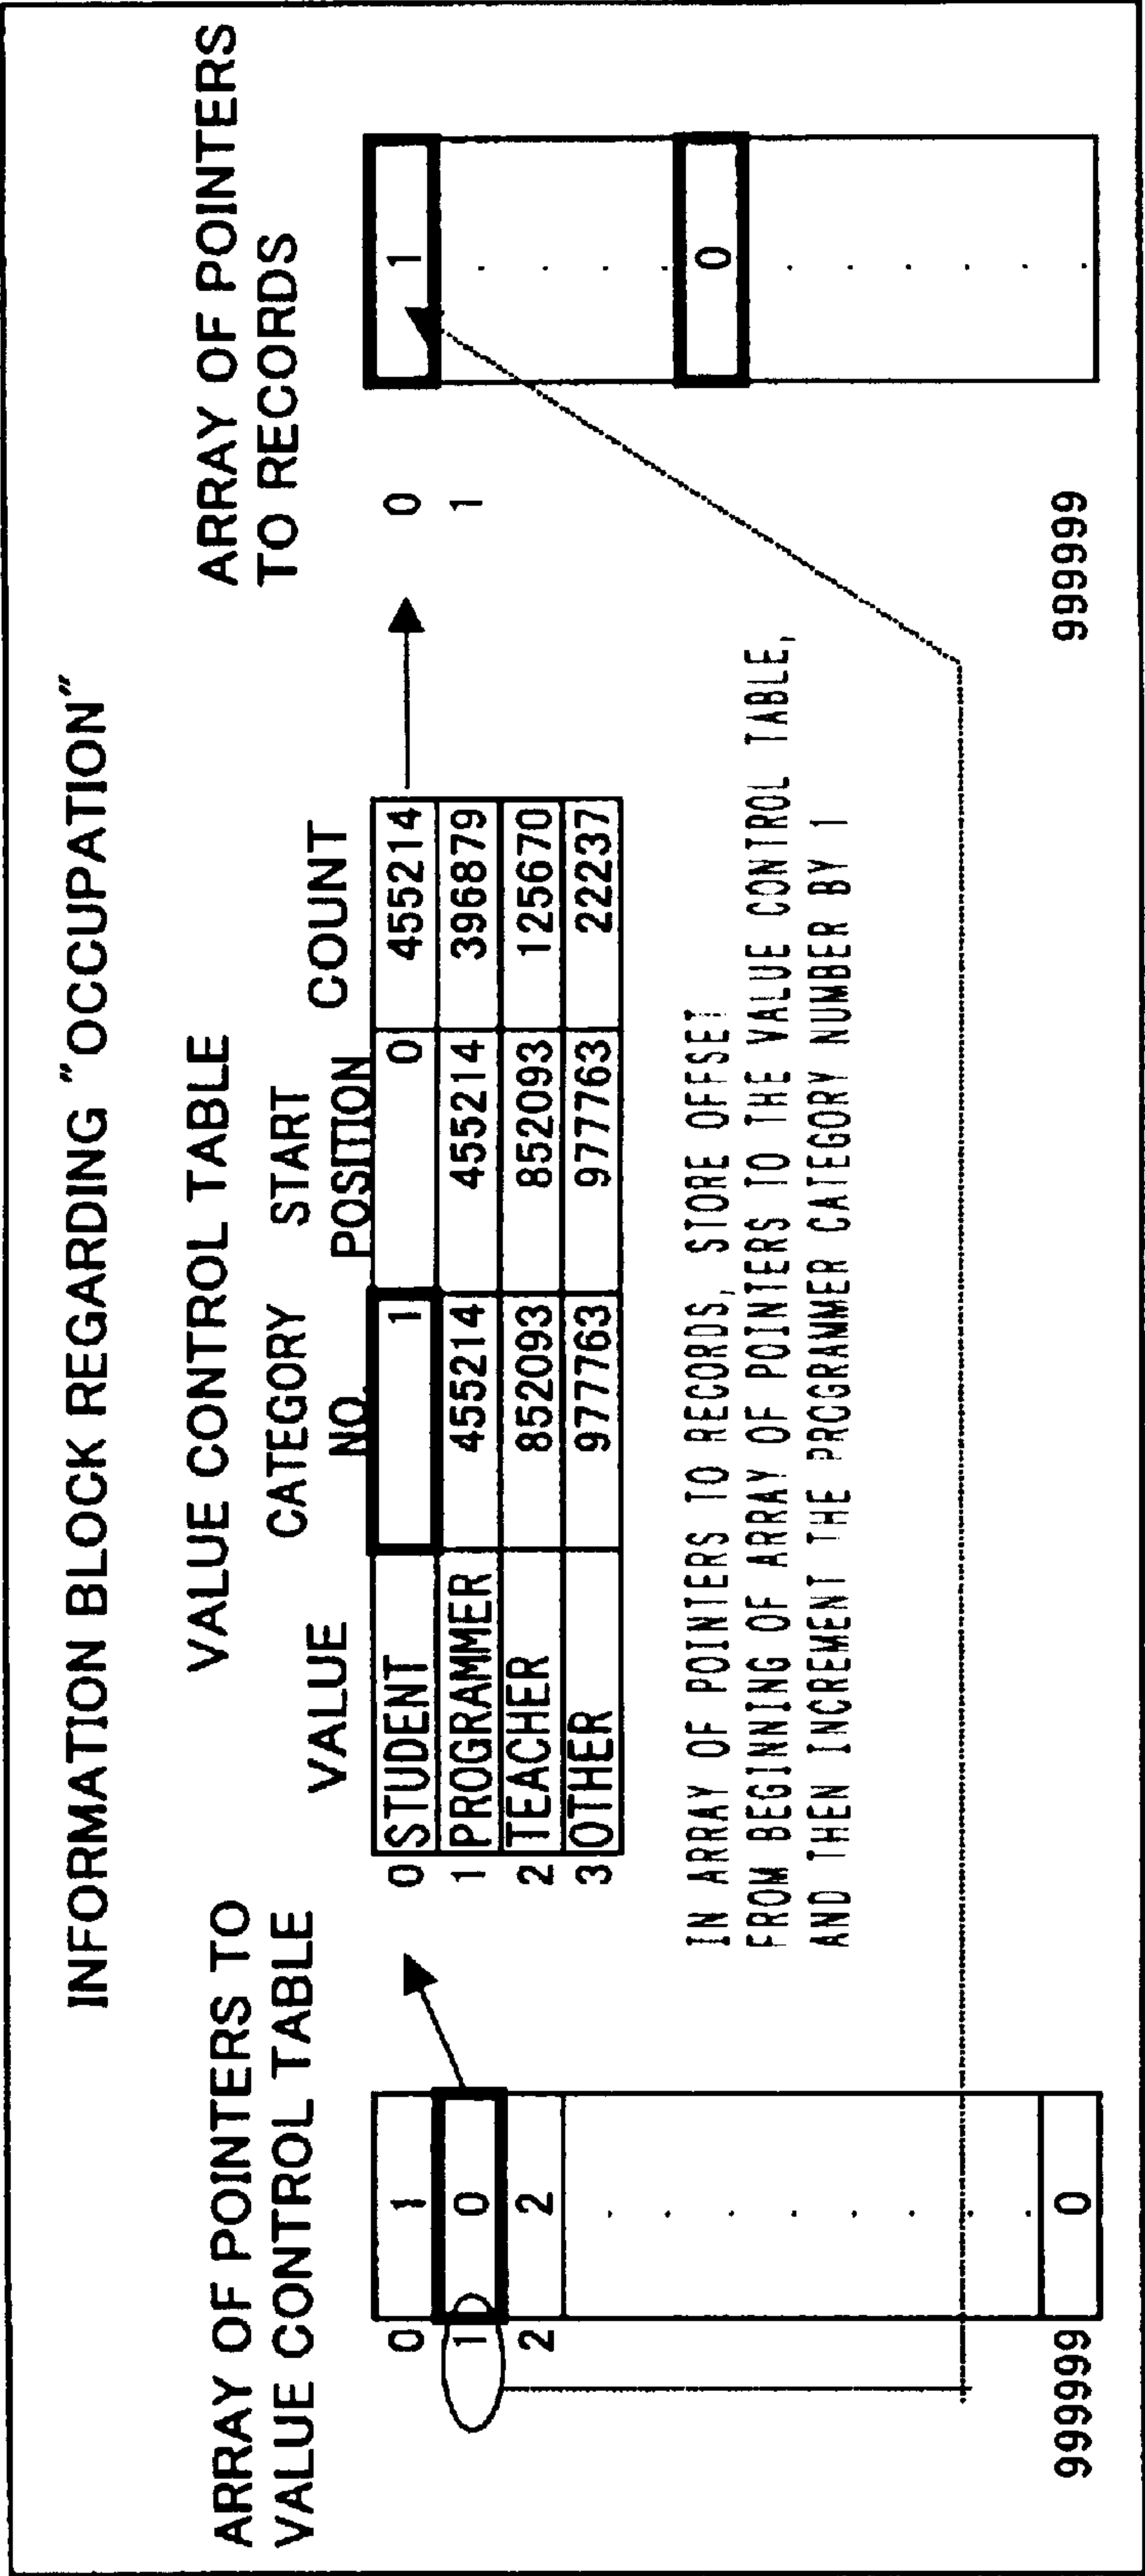 INFORMATION BLOCK REGARDING "OCCUPATION"
ARRAY OF POINTERS TO
VALUE CONTROL TABLE
0 1
1 0
2 2
999999 0
VALUE CONTROL TABLE
VALUE CATEGORY NO. START POSITION COUNT
0 STUDENT 1 0 455214
1 PROGRAMMER 455214 455214 396879
2 TEACHER 852093 852093 125670
3 OTHER 977763 977763 22237
IN ARRAY OF POINTERS TO RECORDS, STORE OFFSET
FROM BEGINNING OF ARRAY OF POINTERS TO THE VALUE CONTROL TABLE,
AND THEN INCREMENT THE PROGRAMMER CATEGORY NUMBER BY 1
ARRAY OF POINTERS
TO RECORDS
0 1
1
0
999999